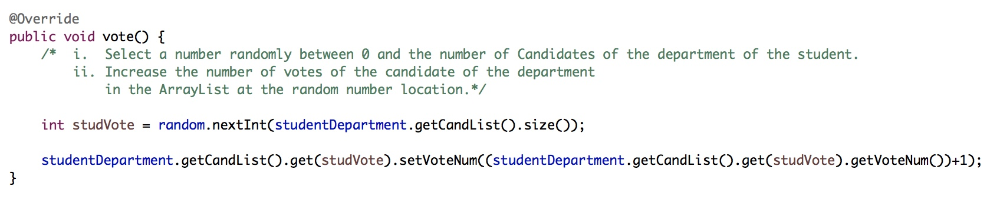 @Override
public void vote() {
    /*  i.  Select a number randomly between 0 and the number of Candidates of the department of the student.
        ii. Increase the number of votes of the candidate of the department
            in the ArrayList at the random number location.*/
    int studVote = random.nextInt(studentDepartment.getCandList().size());
    studentDepartment.getCandList().get(studVote).setVoteNum((studentDepartment.getCandList().get(studVote).getVoteNum())+1);
}